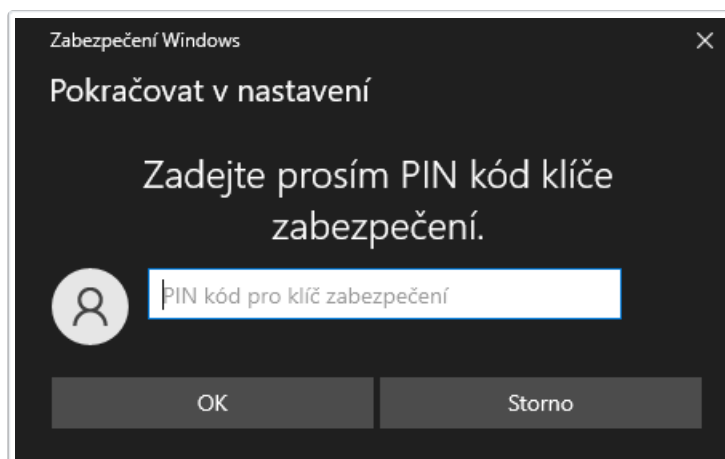 Zabezpečení Windows
Pokračovat v nastavení
Zadejte prosím PIN kód klíče
zabezpečení.
PIN kód pro klíč zabezpečení
OK
Storno